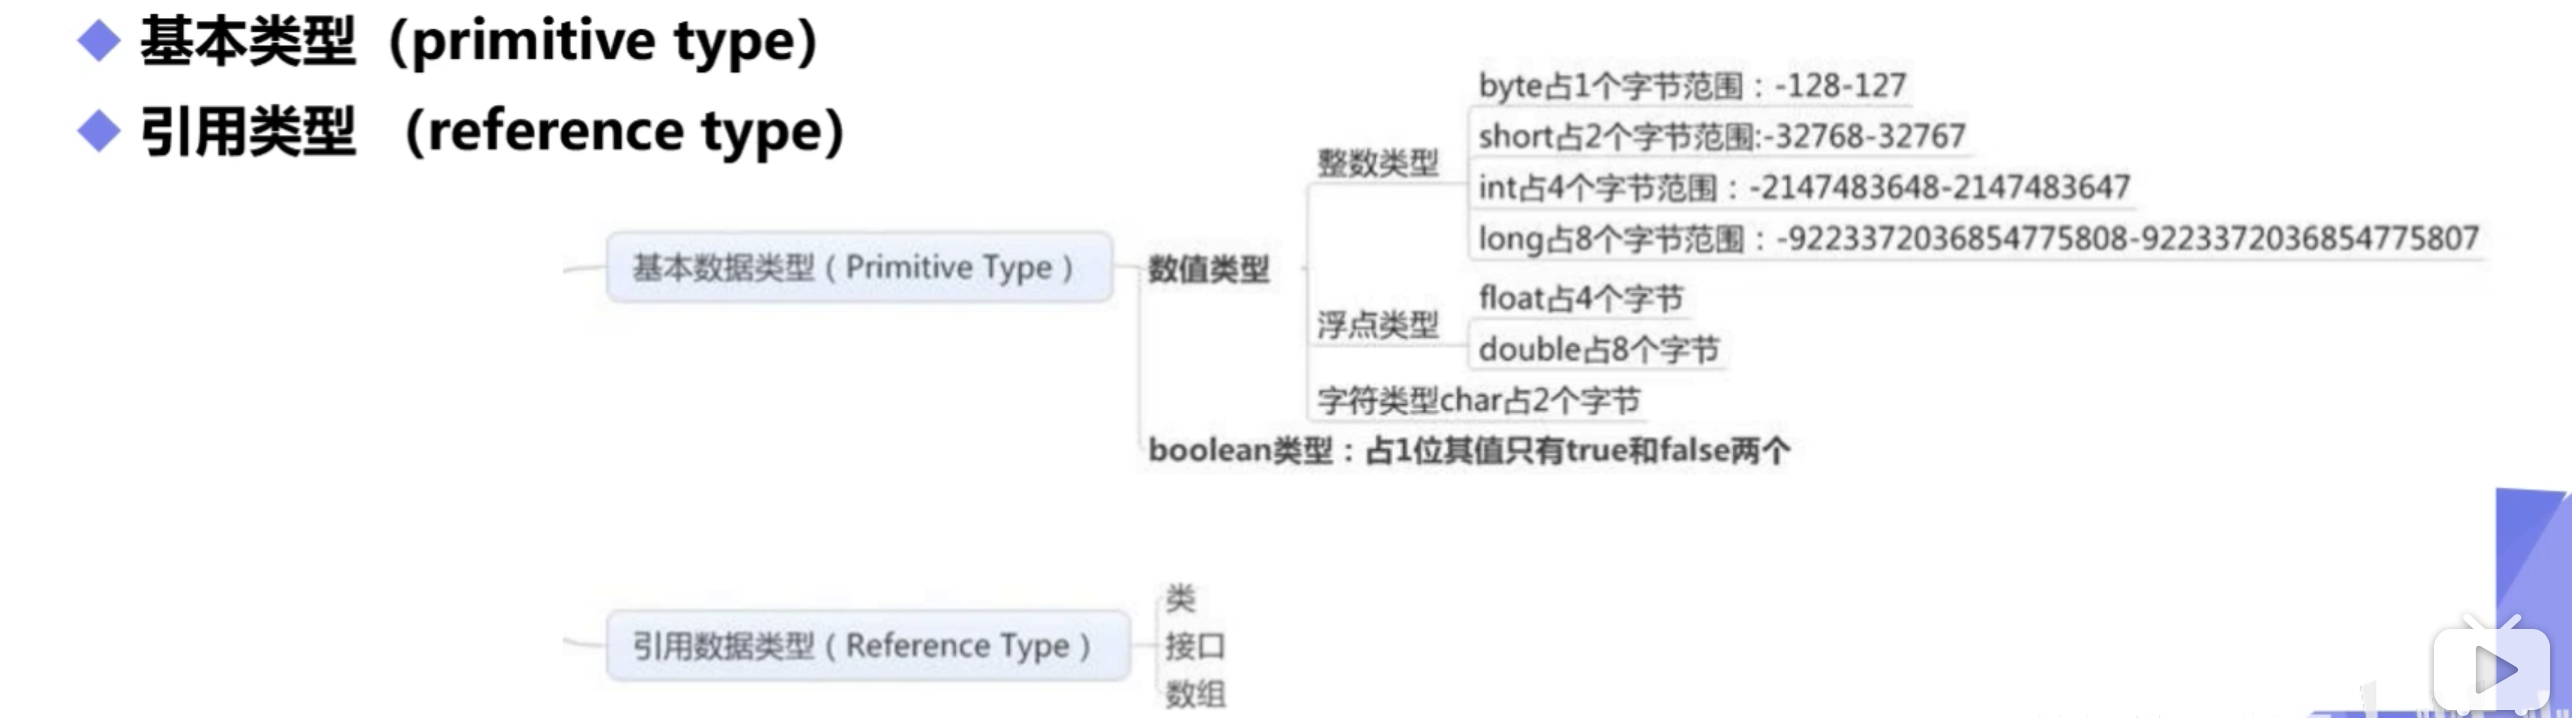 基本类型（primitive type）
引用类型 （reference type）
基本数据类型（Primitive Type）
数值类型
整数类型
byte占1个字节范围：-128-127
short占2个字节范围:-32768-32767
int占4个字节范围：-2147483648-2147483647
long占8个字节范围：-9223372036854775808-9223372036854775807
浮点类型
float占4个字节
double占8个字节
字符类型char占2个字节
boolean类型：占1位其值只有true和false两个
引用数据类型（Reference Type）
类
接口
数组